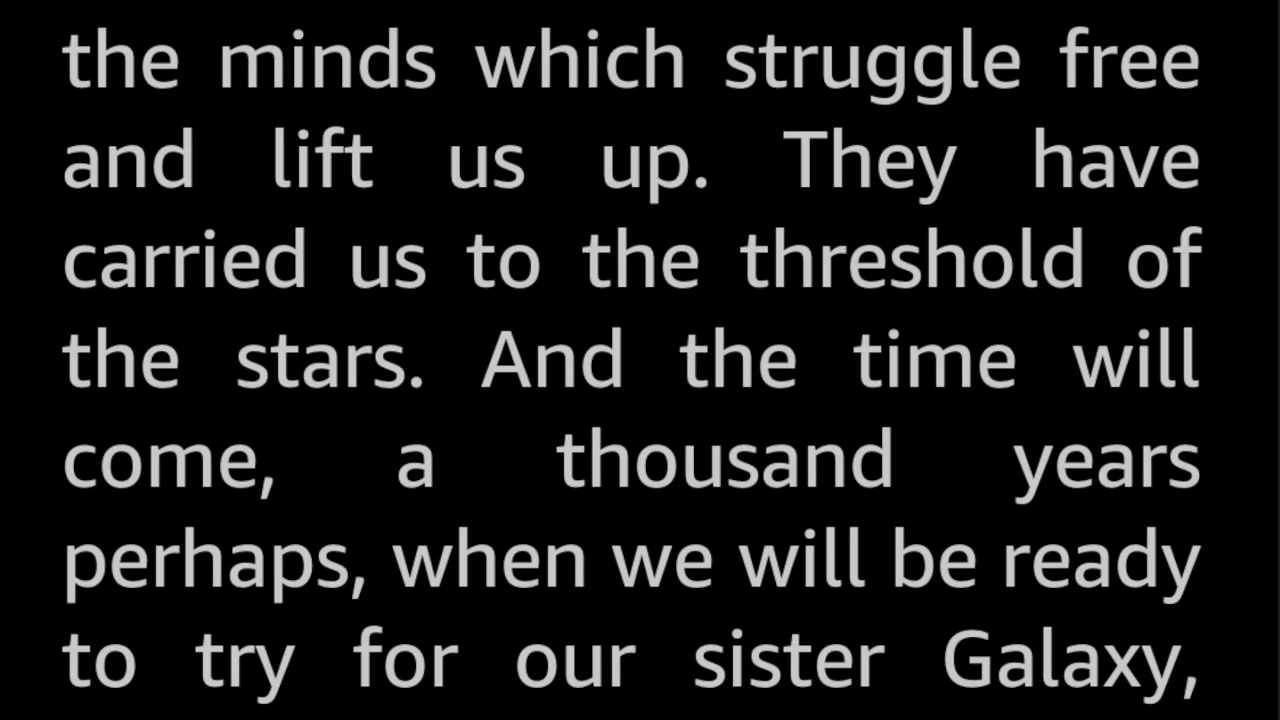 the minds which struggle free
and lift us up. They have
carried us to the threshold of
the stars. And the time will
come, a thousand years
perhaps, when we will be ready
to try for our sister Galaxy,